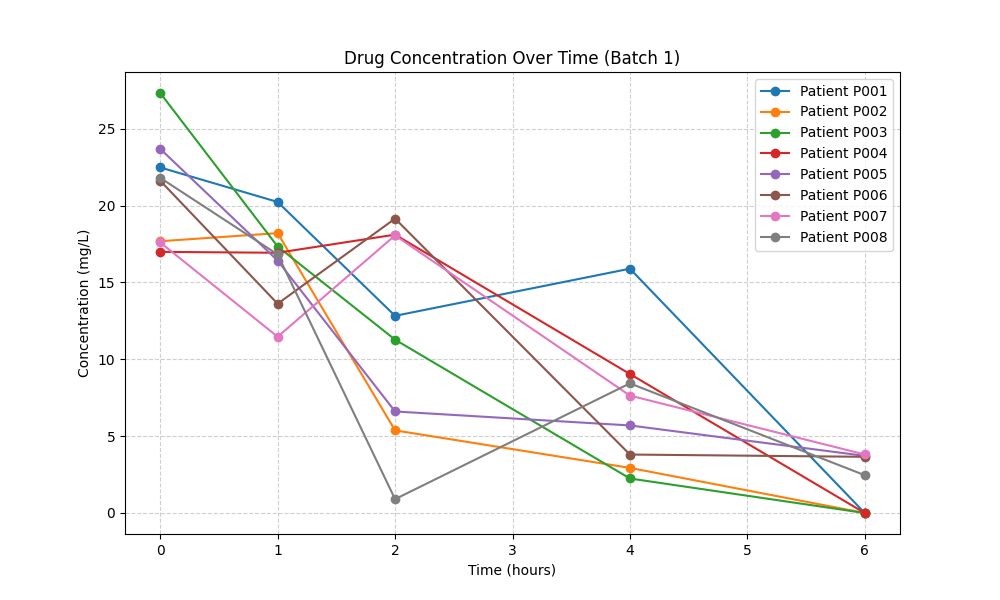 Drug Concentration Over Time (Batch 1)
Concentration (mg/L)
25
20
15
10
5
0
0 1 2 3 4 5 6
Time (hours)
Patient P001
Patient P002
Patient P003
Patient P004
Patient P005
Patient P006
Patient P007
Patient P008